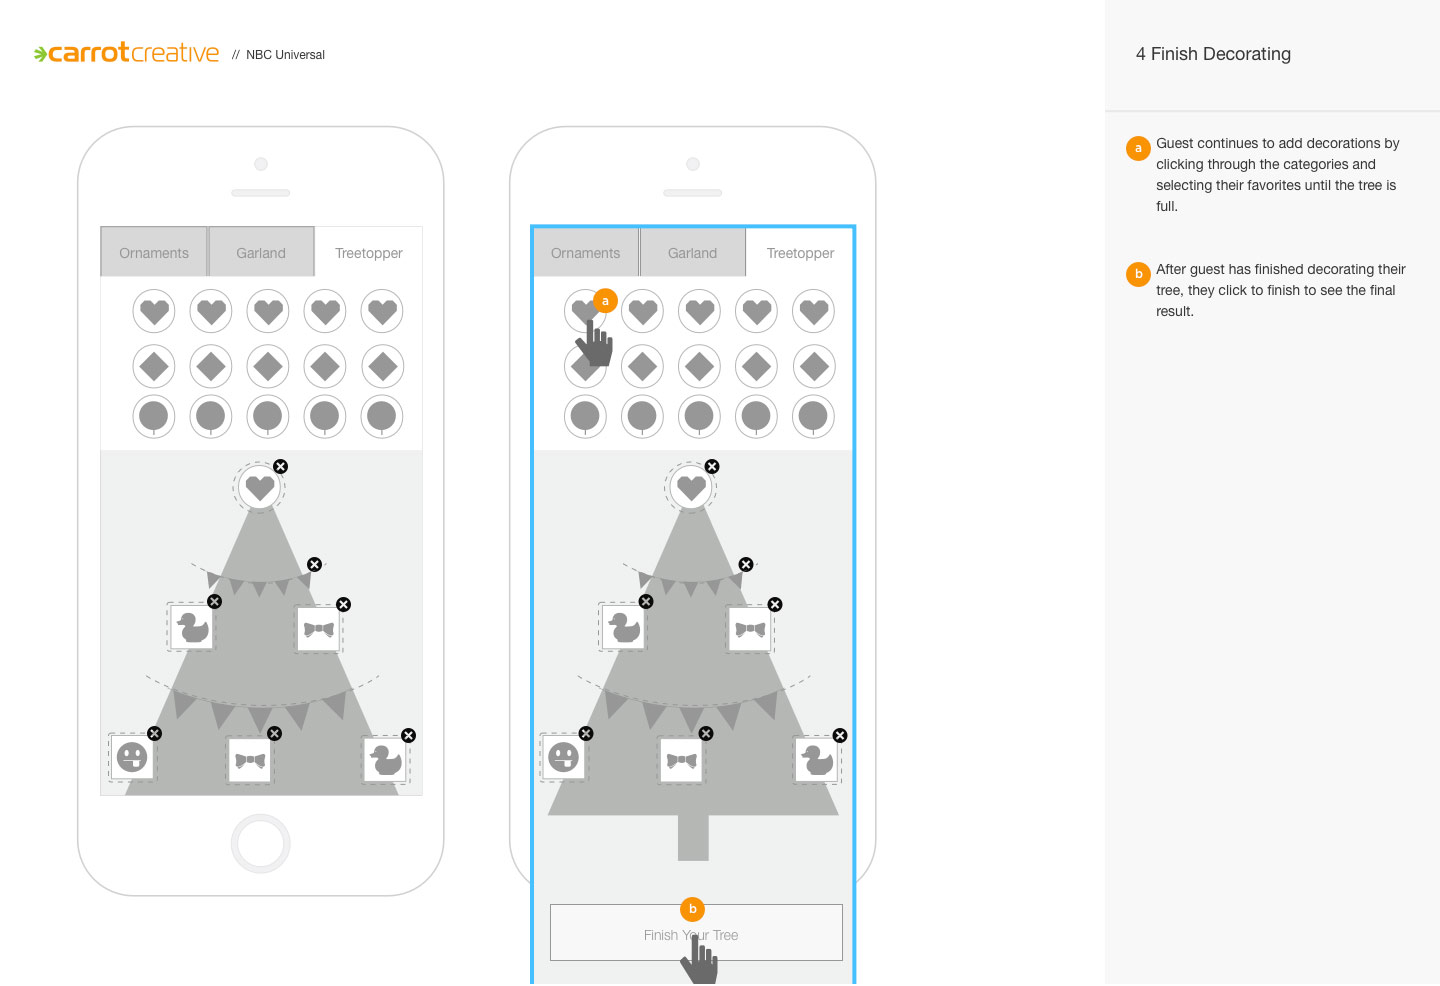 carrotcreative // NBC Universal
4 Finish Decorating
Ornaments Garland Treetopper
Ornaments Garland Treetopper
a
b
Finish Your Tree
a Guest continues to add decorations by
clicking through the categories and
selecting their favorites until the tree is
full.
b After guest has finished decorating their
tree, they click to finish to see the final
result.